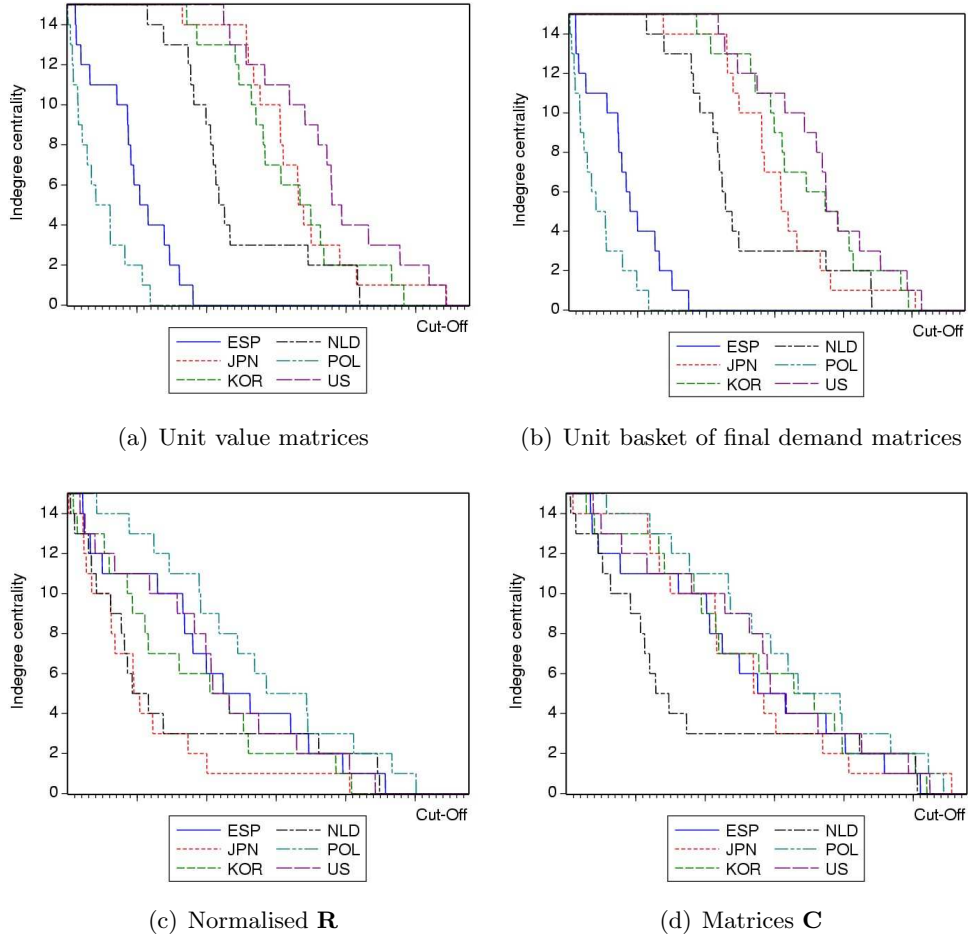 14
12
10
8
6
4
2
0
Indegree centrality
Cut-Off
ESP NLD
JPN POL
KOR US
(a) Unit value matrices
14
12
10
8
6
4
2
0
Indegree centrality
Cut-Off
ESP NLD
JPN POL
KOR US
(b) Unit basket of final demand matrices
14
12
10
8
6
4
2
0
Indegree centrality
Cut-Off
ESP NLD
JPN POL
KOR US
(c) Normalised R
14
12
10
8
6
4
2
0
Indegree centrality
Cut-Off
ESP NLD
JPN POL
KOR US
(d) Matrices C